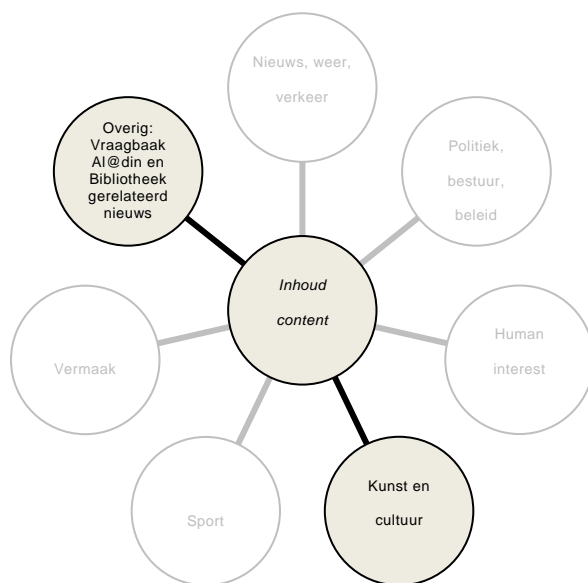 Nieuws, weer,
verkeer
Overig:
Vraagbaak
Al@din en
Bibliotheek
gerelateerd
nieuws
Politiek,
bestuur,
beleid
Inhoud
content
Human
interest
Vermaak
Kunst en
cultuur
Sport